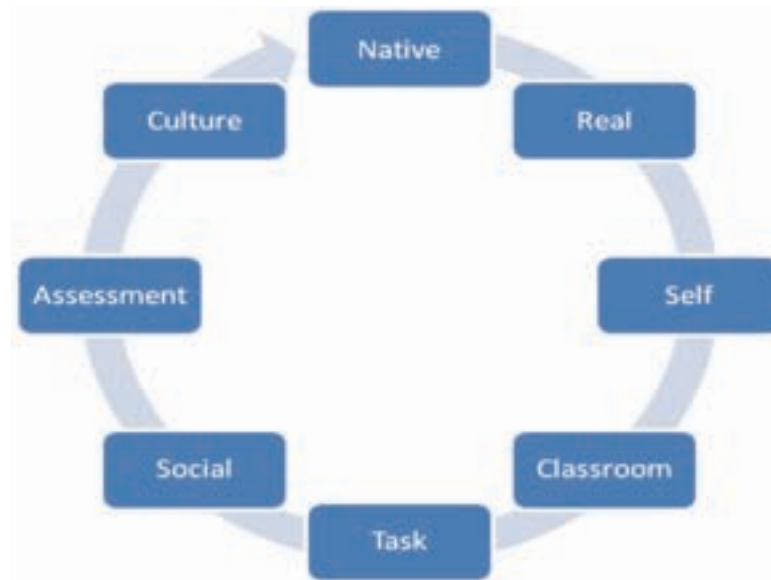 Native
Real
Self
Classroom
Task
Social
Assessment
Culture